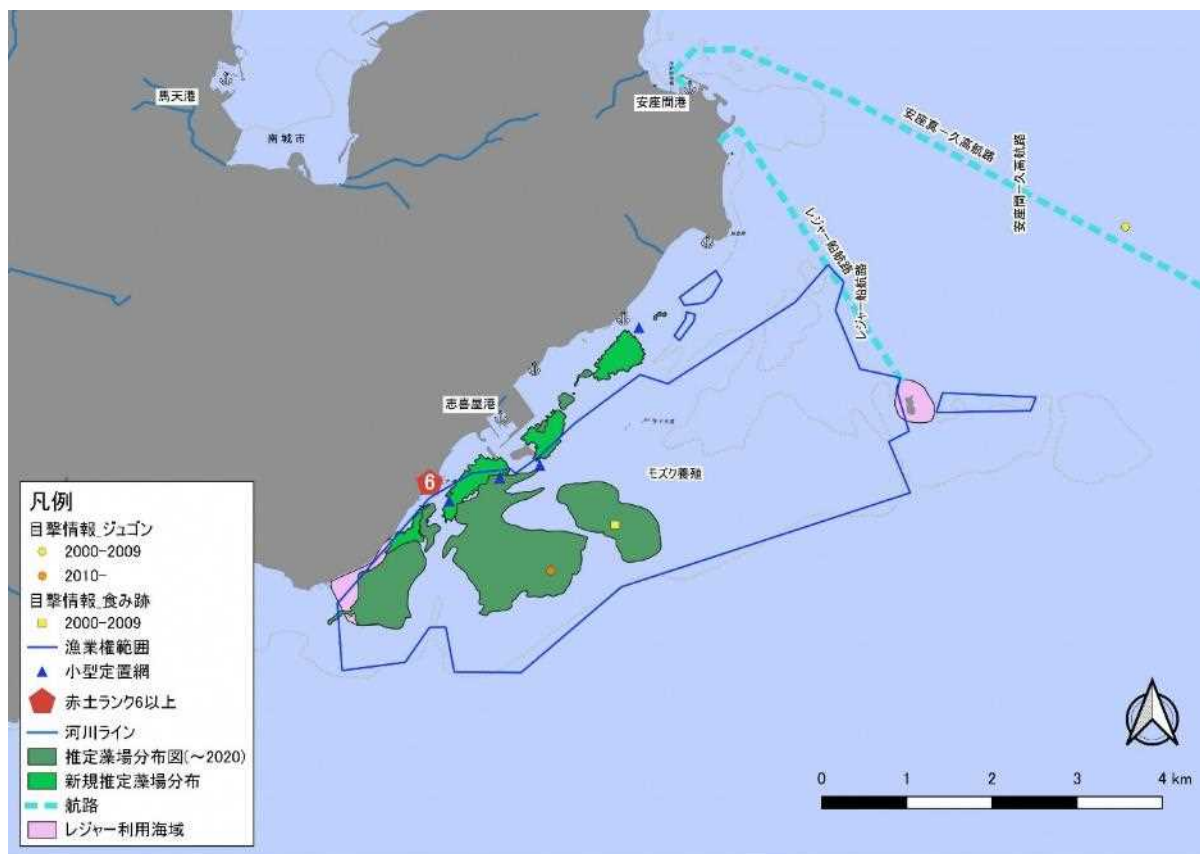 馬天港
南城市
安座間港
安座真-久高航路
安座間-久高航路
レジャー船航路
レジャー船航路
志喜屋港
モズク養殖
6
凡例
目撃情報_ジュゴン
2000-2009
2010-
目撃情報_食み跡
2000-2009
漁業権範囲
小型定置網
赤土ランク6以上
河川ライン
推定藻場分布図(~2020)
新規推定藻場分布
航路
レジャー利用海域
0 1 2 3 4 km